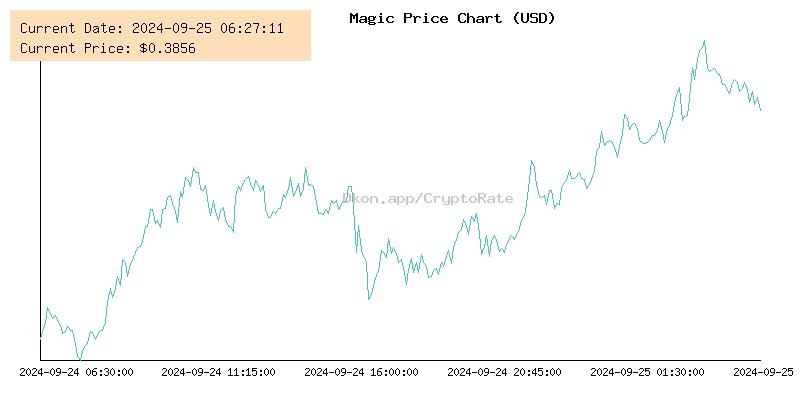 Magic Price Chart (USD)
Current Date: 2024-09-25 06:27:11
Current Price: $0.3856
Dkon.app/CryptoRate
2024-09-24 06:30:00 2024-09-24 11:15:00 2024-09-24 16:00:00 2024-09-24 20:45:00 2024-09-25 01:30:00 2024-09-25